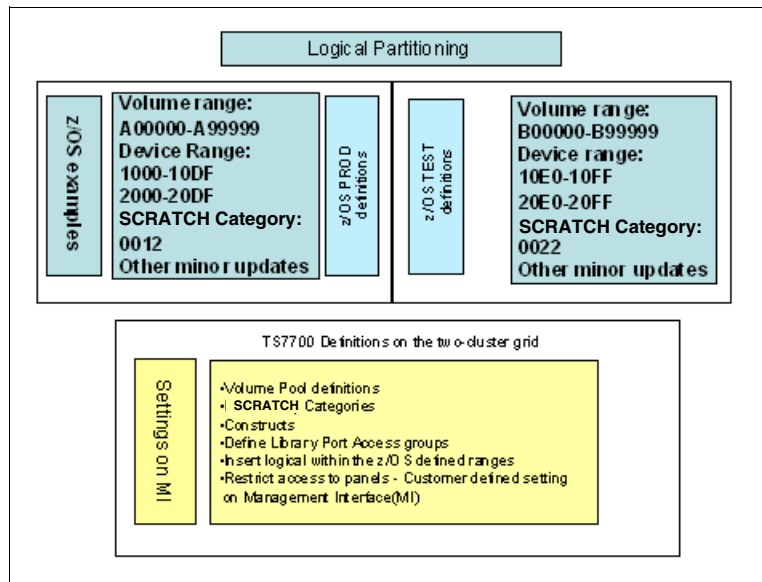 Logical Partitioning
z/OS examples
Volume range:
A00000-A99999
Device Range:
1000-10DF
2000-20DF
SCRATCH Category:
0012
Other minor updates
z/OS PROD
definitions
z/OS TEST
definitions
Volume range:
B00000-B99999
Device range:
10E0-10FF
20E0-20FF
SCRATCH Category:
0022
Other minor updates
TS7700 Definitions on the two-cluster grid
Settings on MI
•Volume Pool definitions
•SCRATCH Categories
•Constructs
•Define Library Port Access groups
•Insert logical within the z/OS defined ranges
•Restrict access to panels - Customer defined setting
on Management Interface(MI)